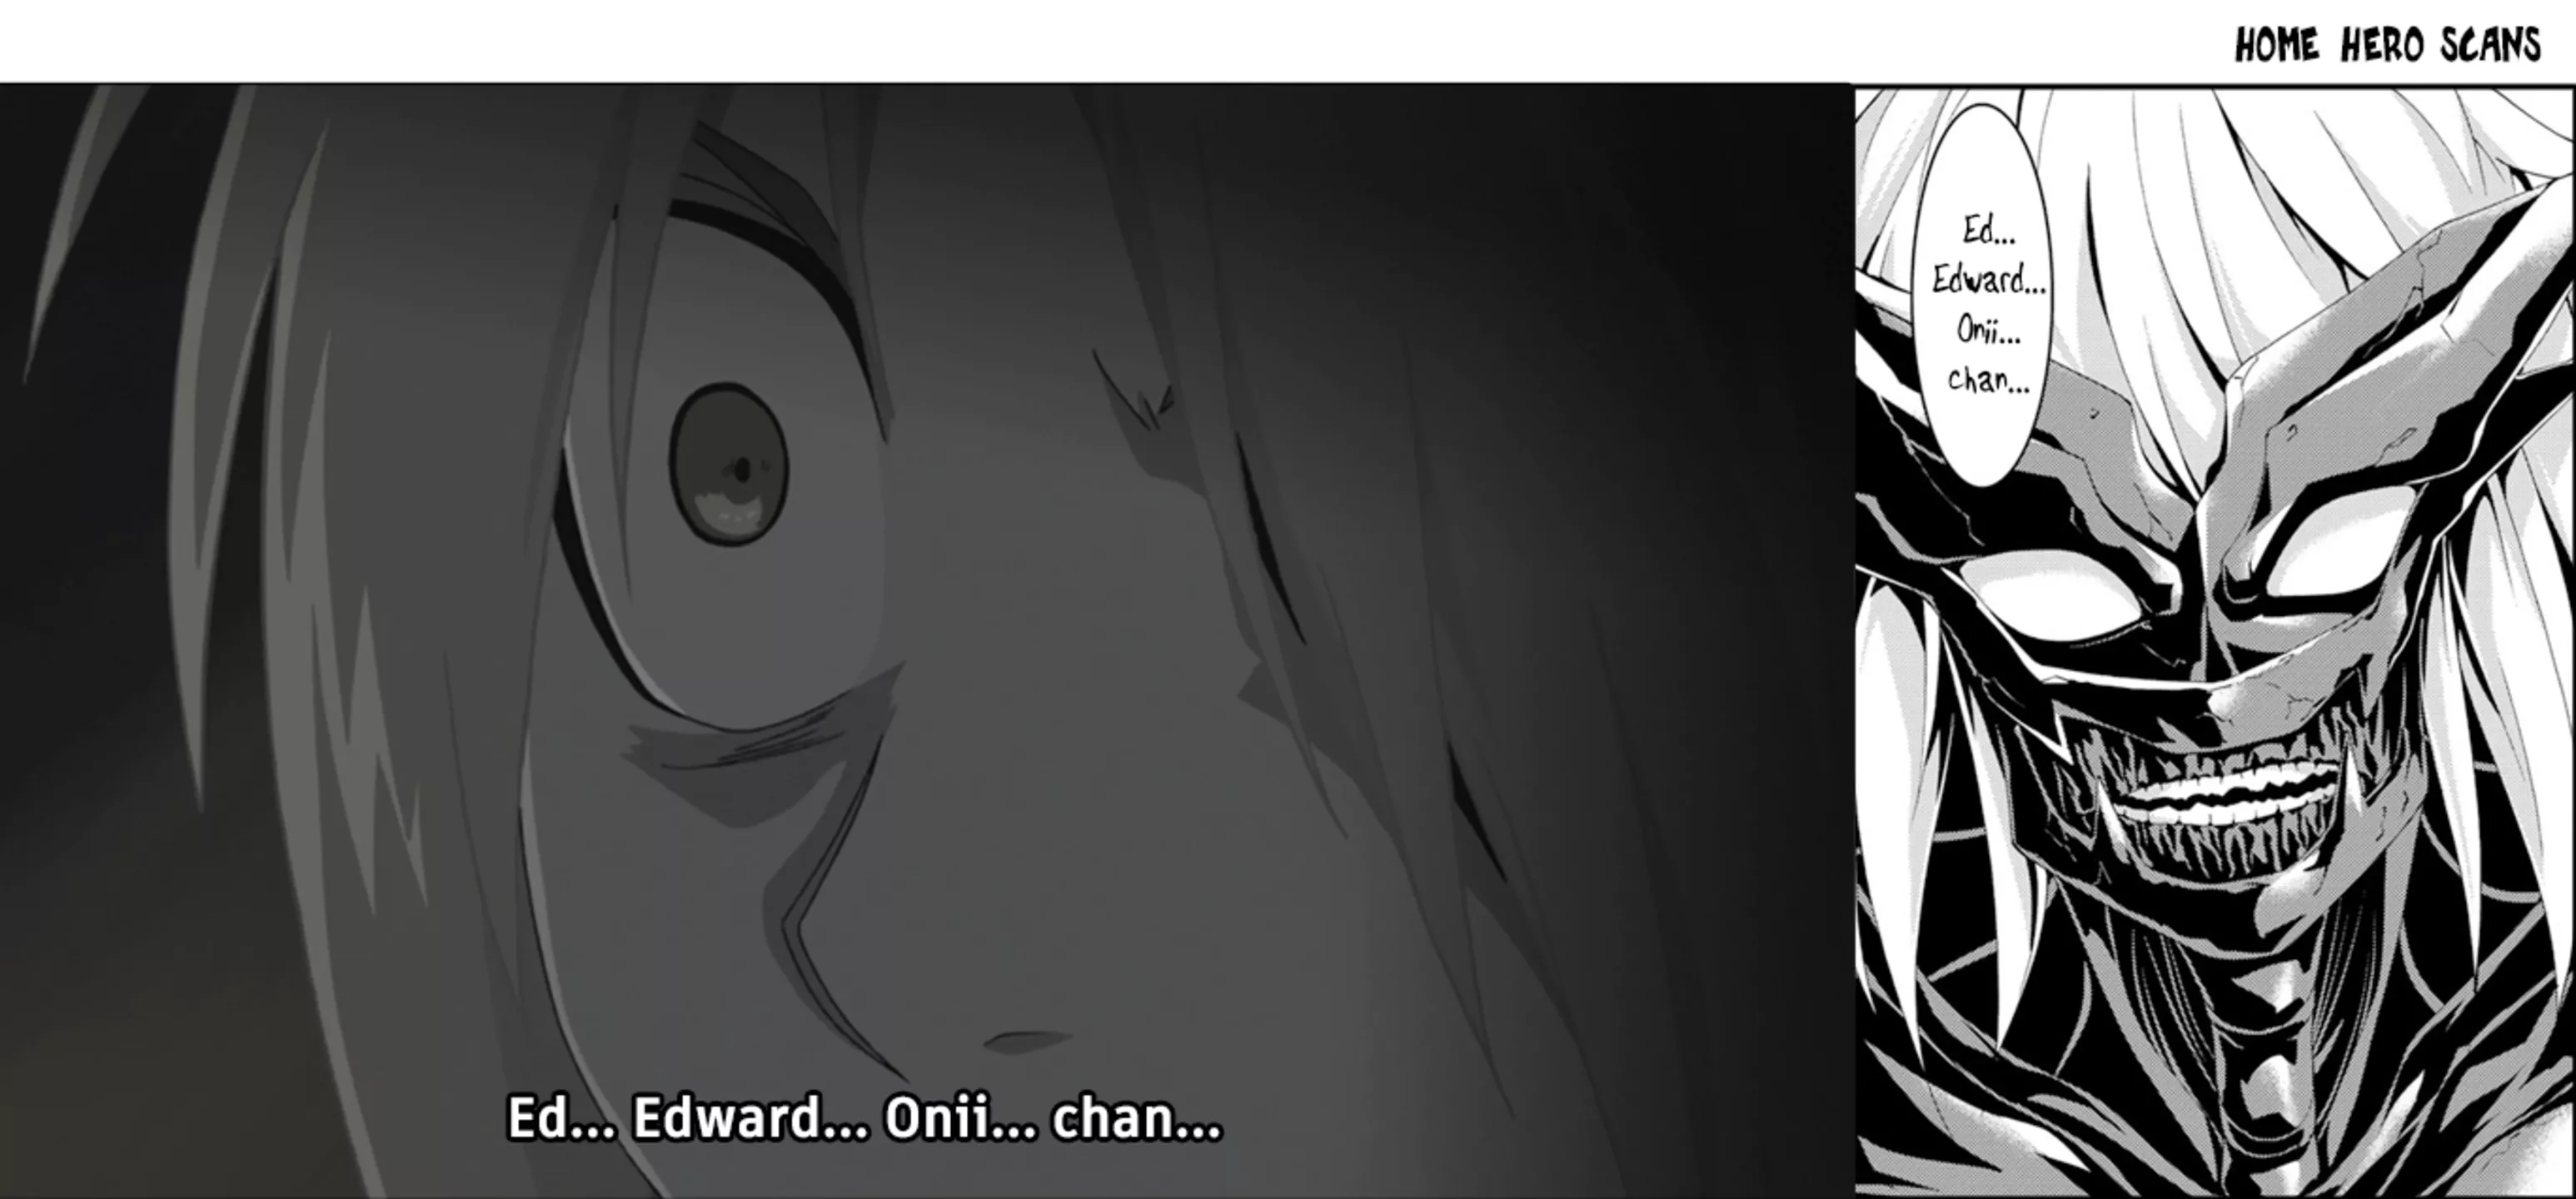 HOME HERO SCANS
Ed... Edward... Onii... chan...
Ed...
Edward...
Onii...
chan...